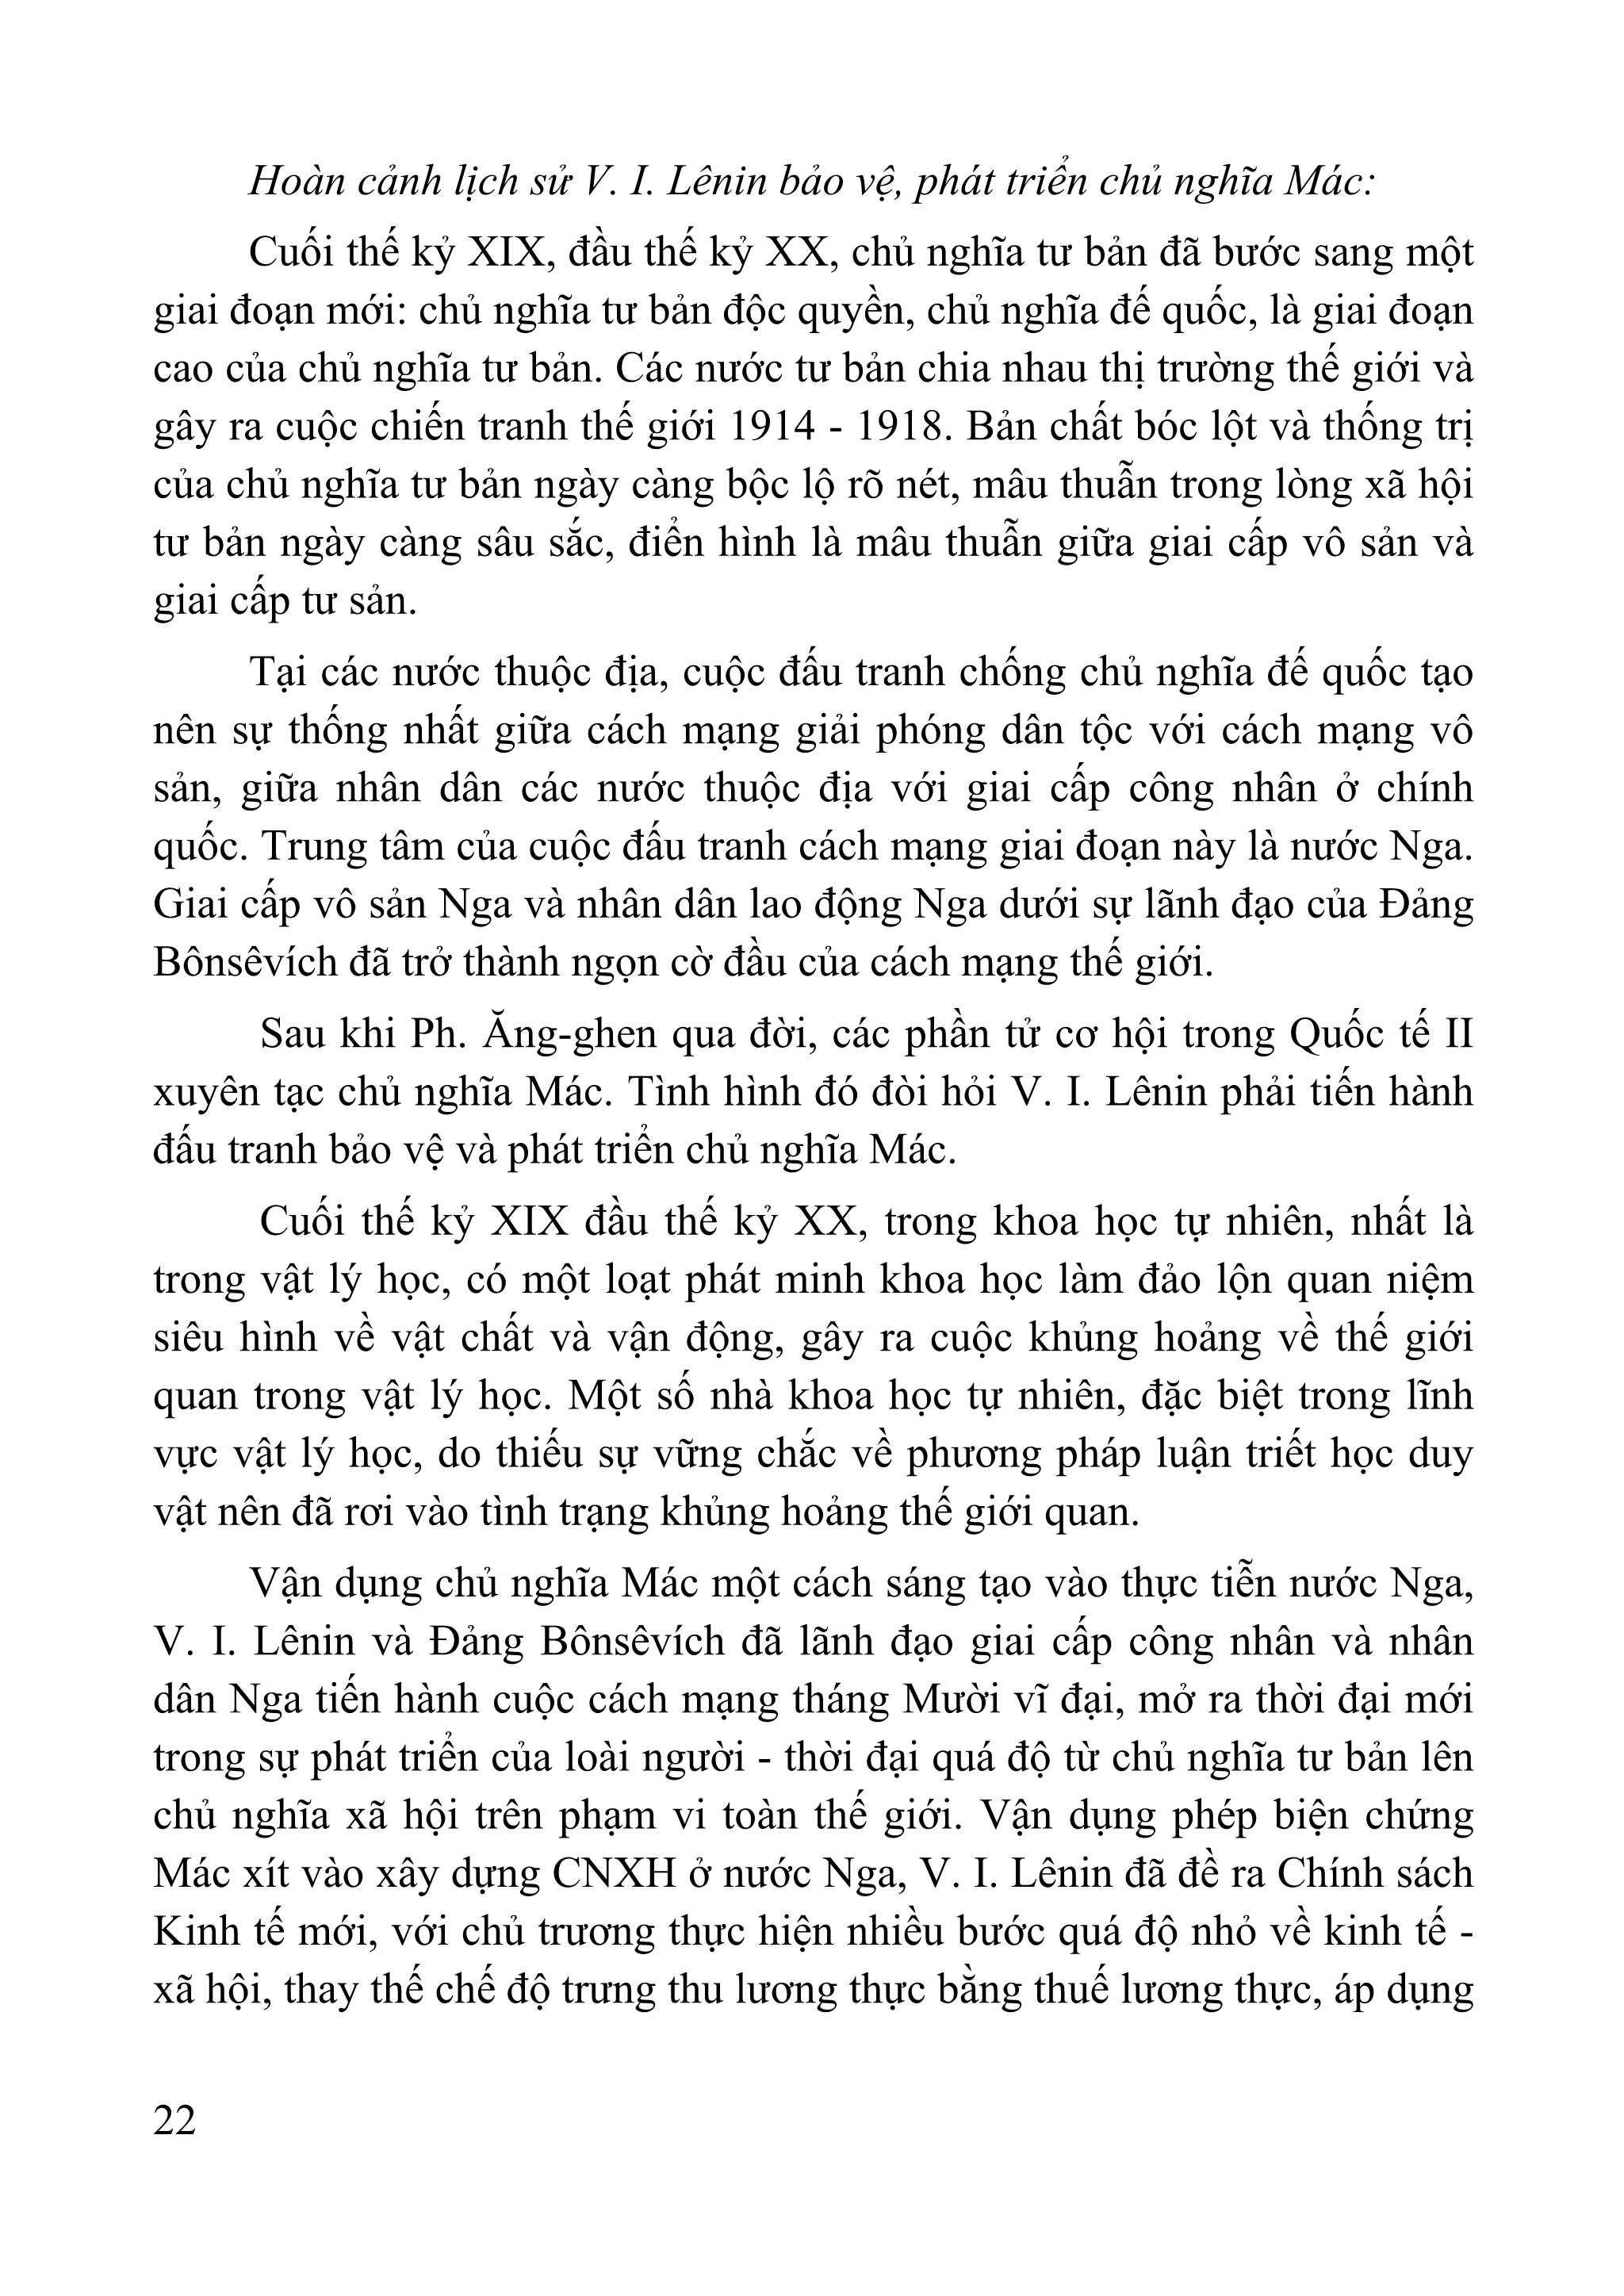 Hoàn cảnh lịch sử V. I. Lênin bảo vệ, phát triển chủ nghĩa Mác:
Cuối thế kỷ XIX, đầu thế kỷ XX, chủ nghĩa tư bản đã bước sang một
giai đoạn mới: chủ nghĩa tư bản độc quyền, chủ nghĩa đế quốc, là giai đoạn
cao của chủ nghĩa tư bản. Các nước tư bản chia nhau thị trường thế giới và
gây ra cuộc chiến tranh thế giới 1914 - 1918. Bản chất bóc lột và thống trị
của chủ nghĩa tư bản ngày càng bộc lộ rõ nét, mâu thuẫn trong lòng xã hội
tư bản ngày càng sâu sắc, điển hình là mâu thuẫn giữa giai cấp vô sản và
giai cấp tư sản.
Tại các nước thuộc địa, cuộc đấu tranh chống chủ nghĩa đế quốc tạo
nên sự thống nhất giữa cách mạng giải phóng dân tộc với cách mạng vô
sản, giữa nhân dân các nước thuộc địa với giai cấp công nhân ở chính
quốc. Trung tâm của cuộc đấu tranh cách mạng giai đoạn này là nước Nga.
Giai cấp vô sản Nga và nhân dân lao động Nga dưới sự lãnh đạo của Đảng
Bônsêvích đã trở thành ngọn cờ đầu của cách mạng thế giới.
Sau khi Ph. Ăng-ghen qua đời, các phần tử cơ hội trong Quốc tế II
xuyên tạc chủ nghĩa Mác. Tình hình đó đòi hỏi V. I. Lênin phải tiến hành
đấu tranh bảo vệ và phát triển chủ nghĩa Mác.
Cuối thế kỷ XIX đầu thế kỷ XX, trong khoa học tự nhiên, nhất là
trong vật lý học, có một loạt phát minh khoa học làm đảo lộn quan niệm
siêu hình về vật chất và vận động, gây ra cuộc khủng hoảng về thế giới
quan trong vật lý học. Một số nhà khoa học tự nhiên, đặc biệt trong lĩnh
vực vật lý học, do thiếu sự vững chắc về phương pháp luận triết học duy
vật nên đã rơi vào tình trạng khủng hoảng thế giới quan.
Vận dụng chủ nghĩa Mác một cách sáng tạo vào thực tiễn nước Nga,
V. I. Lênin và Đảng Bônsêvích đã lãnh đạo giai cấp công nhân và nhân
dân Nga tiến hành cuộc cách mạng tháng Mười vĩ đại, mở ra thời đại mới
trong sự phát triển của loài người - thời đại quá độ từ chủ nghĩa tư bản lên
chủ nghĩa xã hội trên phạm vi toàn thế giới. Vận dụng phép biện chứng
Mác xít vào xây dựng CNXH ở nước Nga, V. I. Lênin đã đề ra Chính sách
Kinh tế mới, với chủ trương thực hiện nhiều bước quá độ nhỏ về kinh tế -
xã hội, thay thế chế độ trưng thu lương thực bằng thuế lương thực, áp dụng
22